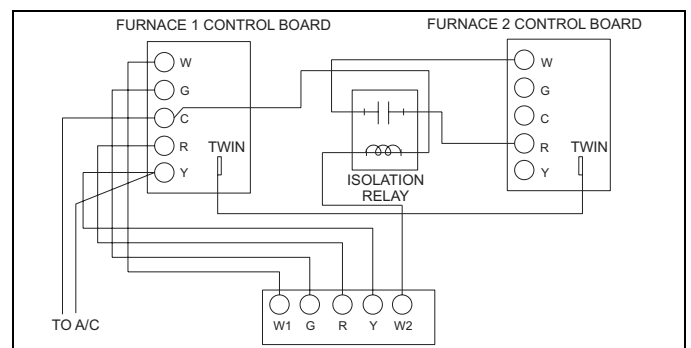 FURNACE 1 CONTROL BOARD
FURNACE 2 CONTROL BOARD
W
G
C
R
Y
TWIN
ISOLATION
RELAY
W
G
C
R
Y
TWIN
TO A/C
W1 G R Y W2